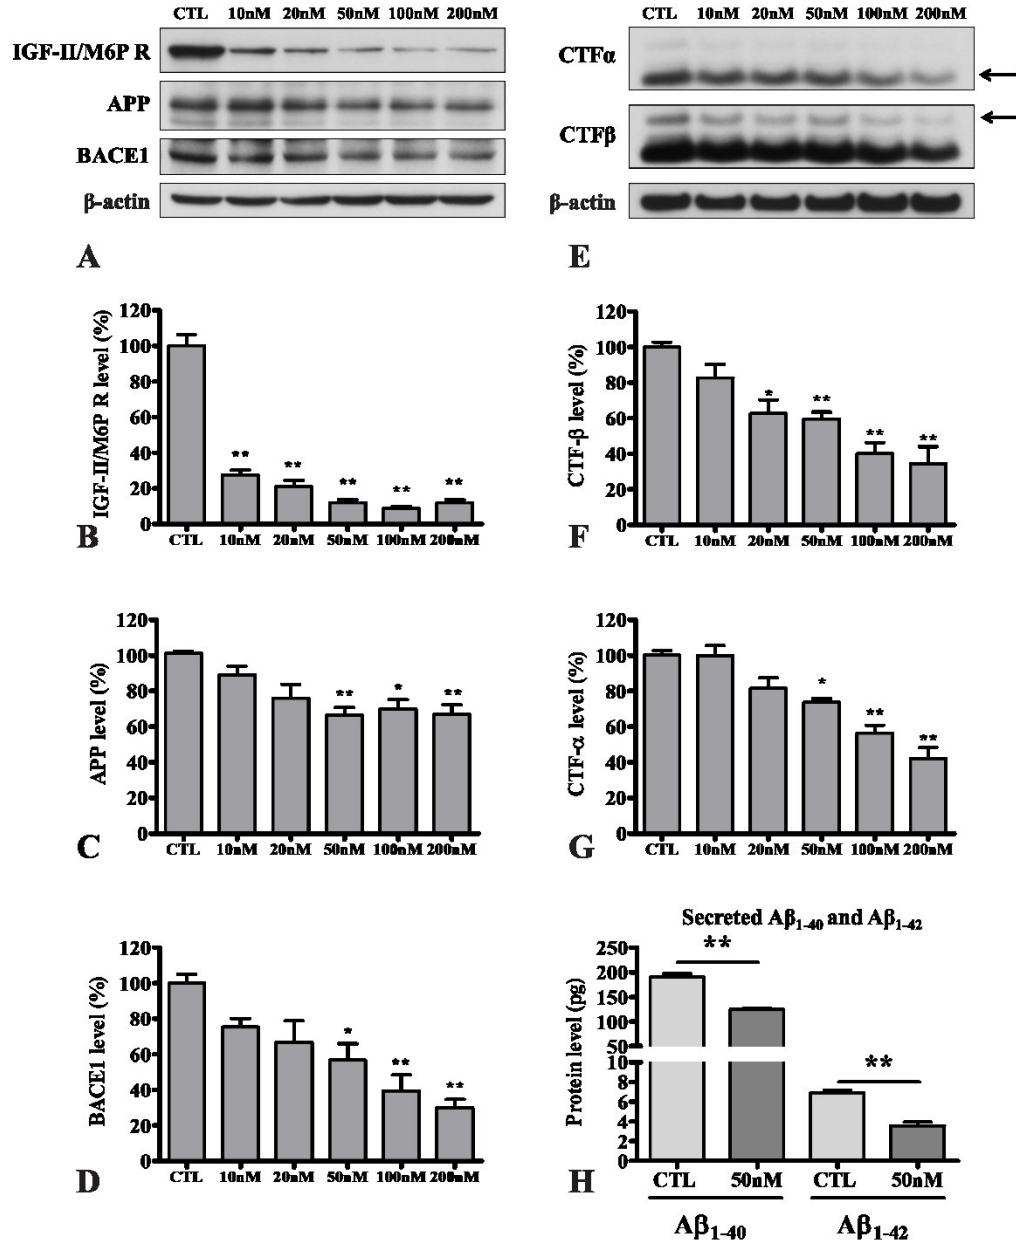 CTL 10nM 20nM 50nM 100nM 200nM
IGF-II/M6P R
APP
BACE1
β-actin
A
CTL 10nM 20nM 50nM 100nM 200nM
CTFα
CTFβ
β-actin
E
IGF-II/M6P R level (%)
120
100
80
60
40
20
0
** ** ** ** **
CTL 10nM 20nM 50nM 100nM 200nM
B
CTF-β level (%)
120
100
80
60
40
20
0
* ** ** **
CTL 10nM 20nM 50nM 100nM 200nM
F
APP level (%)
120
100
80
60
40
20
0
** * **
CTL 10nM 20nM 50nM 100nM 200nM
C
CTF-α level (%)
120
100
80
60
40
20
0
* ** **
CTL 10nM 20nM 50nM 100nM 200nM
G
BACE1 level (%)
120
100
80
60
40
20
0
* ** **
CTL 10nM 20nM 50nM 100nM 200nM
D
Secreted Aβ1-40 and Aβ1-42
Protein level (pg)
250
200
150
100
50
10
8
6
4
2
0
**
**
CTL 50nM CTL 50nM
Aβ1-40 Aβ1-42
H